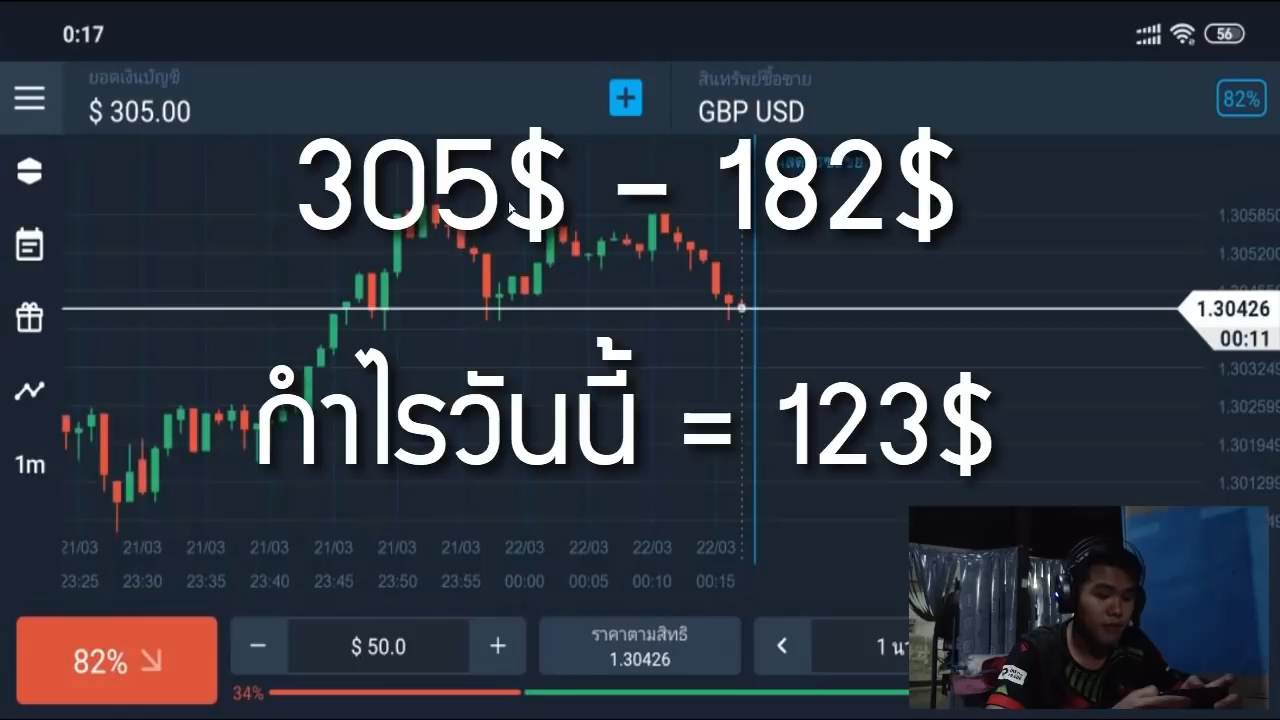 0:17
56
ยอดเงินบัญชี
$ 305.00
สินทรัพย์ซื้อขาย
GBP USD
82%
305$ - 182$
1.305850
1.305200
1.30426
00:11
กำไรวันนี้ = 123$
1.303249
1.302598
1.301949
1.301299
1m
21/03 21/03 21/03 21/03 21/03 21/03 21/03 22/03 22/03 22/03 22/03
23:25 23:30 23:35 23:40 23:45 23:50 23:55 00:00 00:05 00:10 00:15
82%
− $ 50.0 +
ราคาตามสิทธิ
1.30426
1
34%